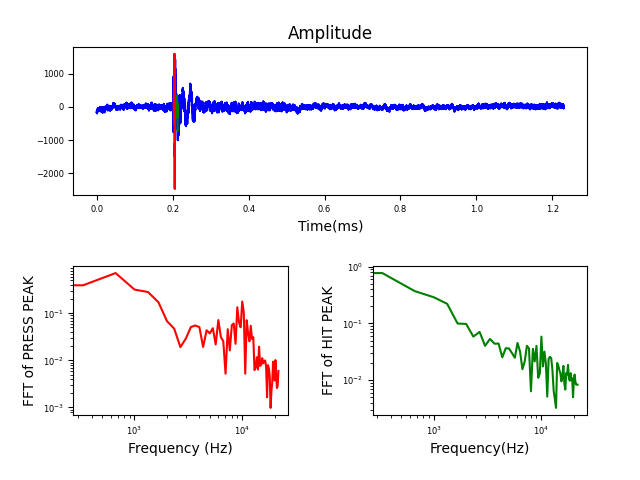 Amplitude
1000
0
−1000
−2000
0.0 0.2 0.4 0.6 0.8 1.0 1.2
Time(ms)
FFT of PRESS PEAK
10⁻¹
10⁻²
10⁻³
10³ 10⁴
Frequency (Hz)
FFT of HIT PEAK
10⁰
10⁻¹
10⁻²
10³ 10⁴
Frequency(Hz)